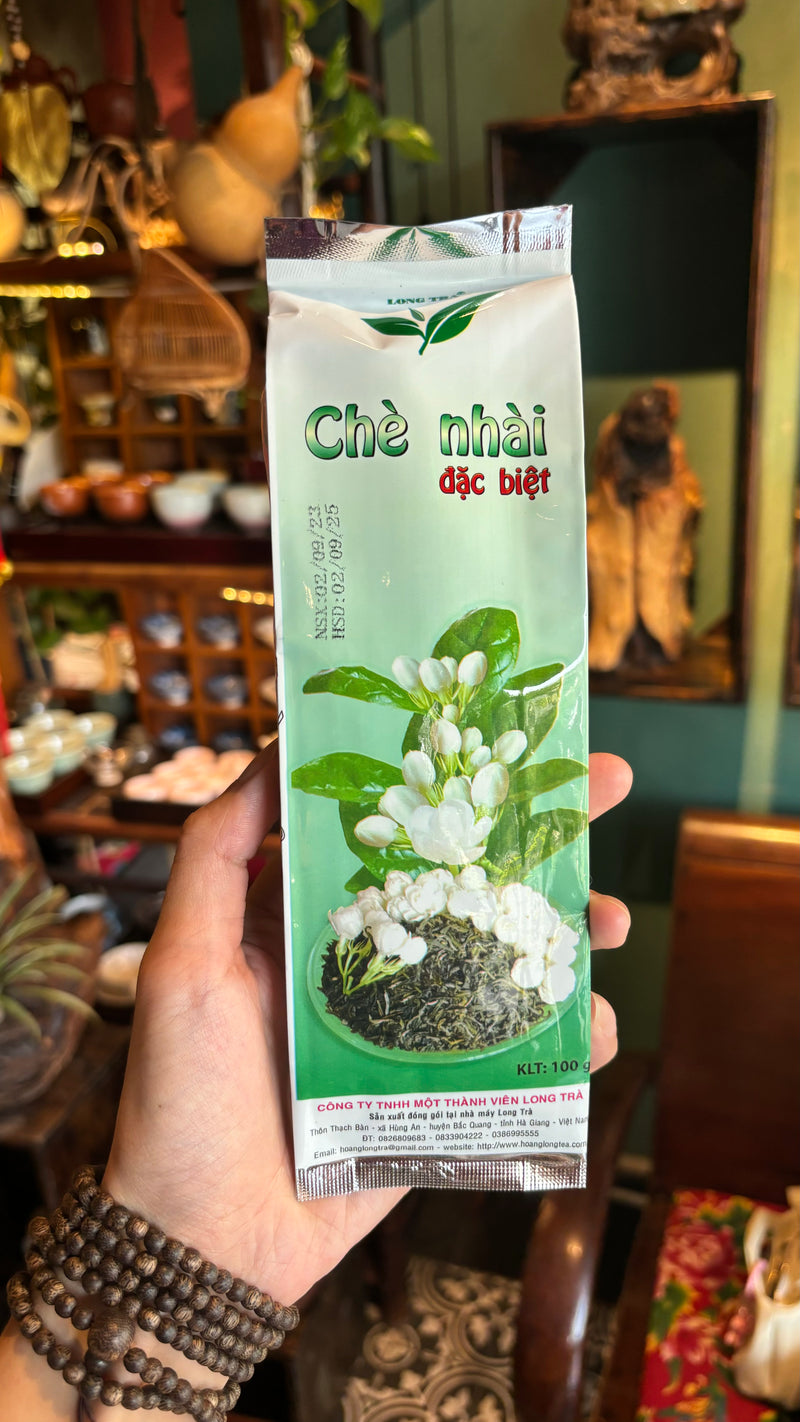 LONG TRÀ
Chè nhài
đặc biệt
NSX:02/09/23
HSD:02/09/25
KLT: 100 g
CÔNG TY TNHH MỘT THÀNH VIÊN LONG TRÀ
Sản xuất đóng gói tại nhà máy Long Trà
Thôn Thạch Bàn - xã Hùng An - huyện Bắc Quang - tỉnh Hà Giang - Việt Nam
ĐT: 0826809683 - 0833904222 - 0386995555
Email: hoanglongtra@gmail.com - website: http://www.hoanglongtea.com